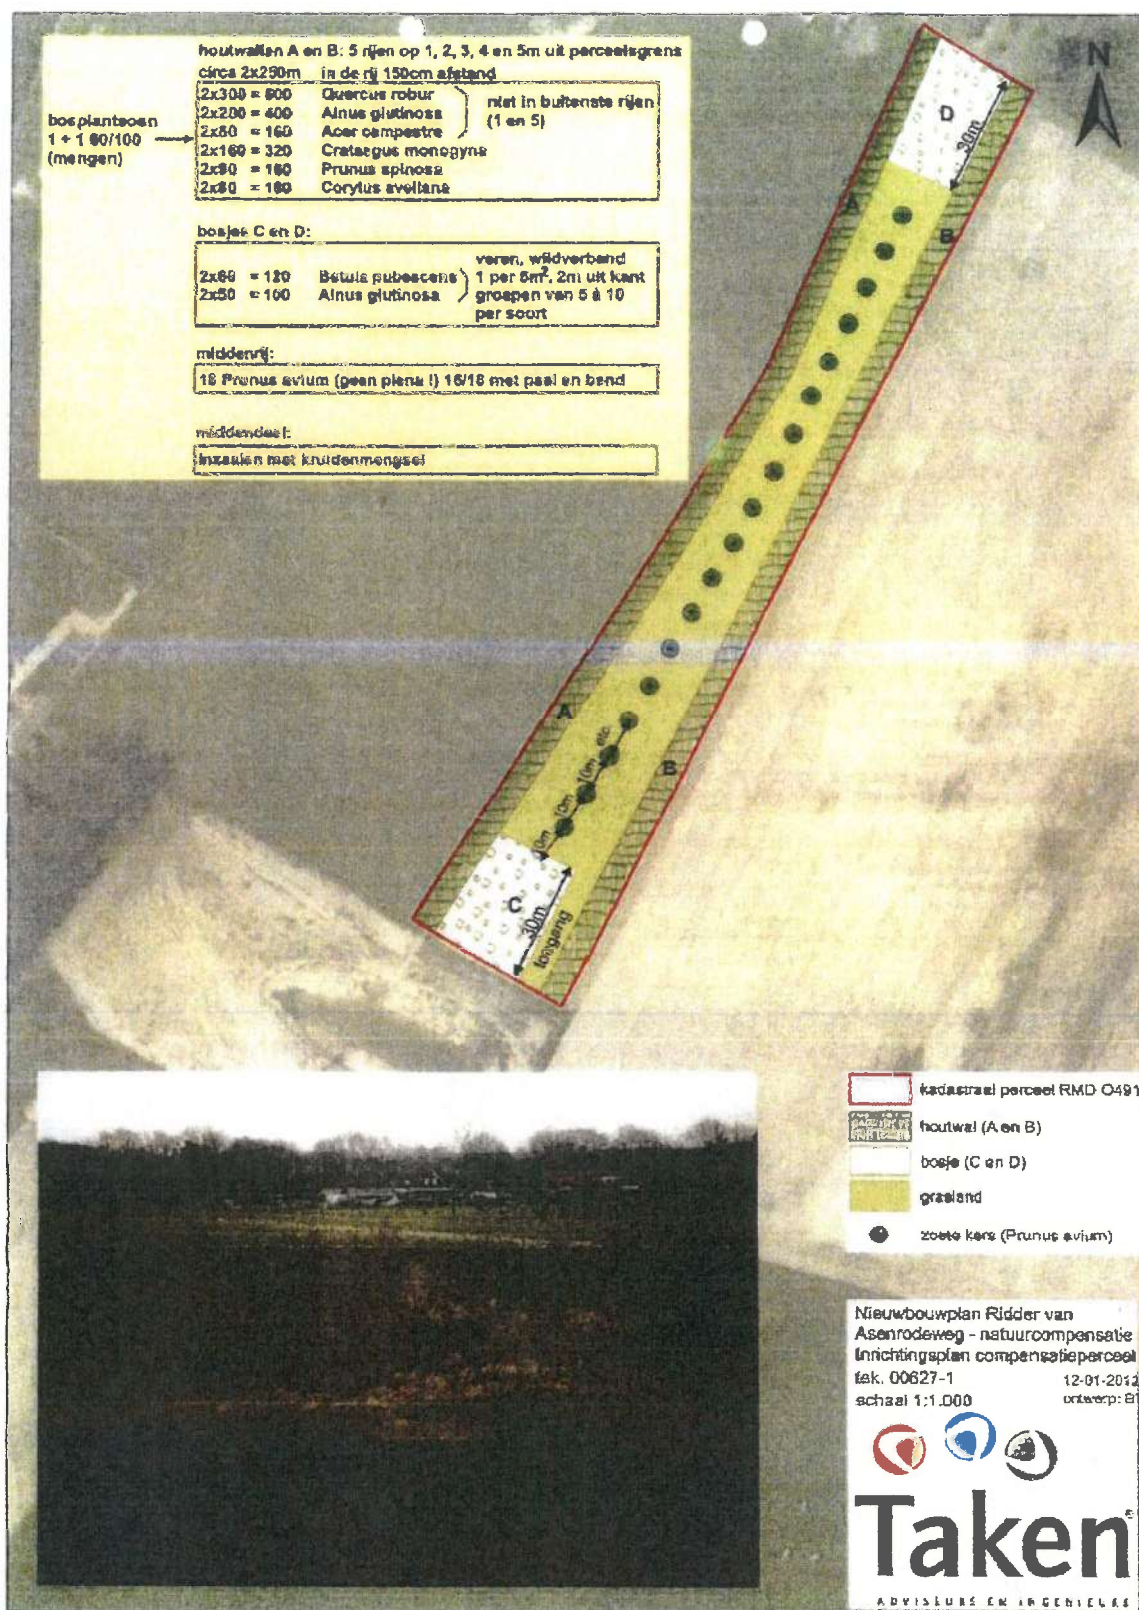 houtwallen A en B: 5 rijen op 1, 2, 3, 4 en 5m uit perceelsgrens
circa 2x250m in de rij 150cm afstand
bosplantsoen
1 + 1 60/100
(mengen)
2x300 = 600 Quercus robur
2x200 = 400 Alnus glutinosa
2x80 = 160 Acer campestre
niet in buitenste rijen
(1 en 5)
2x160 = 320 Crataegus monogyna
2x80 = 160 Prunus spinosa
2x80 = 160 Corylus avellana
bosjes C en D:
2x60 = 120 Betula pubescens
2x50 = 100 Alnus glutinosa
veren, wildverband
1 per 5m², 2m uit kant
groepen van 5 à 10
per soort
middenrij:
18 Prunus avium (geen plena !) 16/18 met paal en band
middendeel:
Inzaaien met kruidenmengsel
N
D
30m
A
B
A
B
etc.
10m
10m
10m
C
30m
toegang
kadastraal perceel RMD O491
houtwal (A en B)
bosje (C en D)
grasland
zoete kers (Prunus avium)
Nieuwbouwplan Ridder van
Asenrodeweg - natuurcompensatie
Inrichtingsplan compensatieperceel
tek. 00627-1 12-01-2012
schaal 1:1.000 ontwerp:
Taken
ADVISEURS EN INGENIEURS